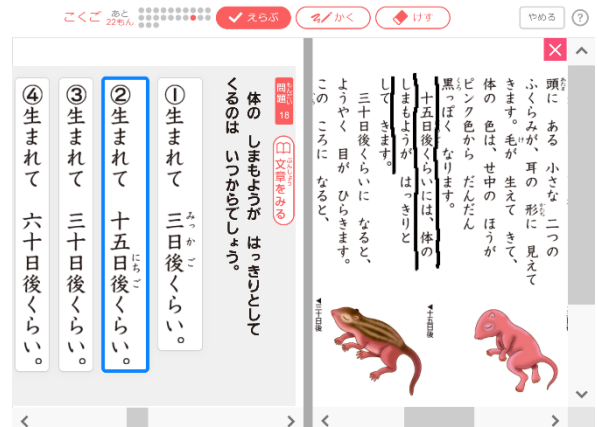 こくご あと 22もん
えらぶ
かく
けす
やめる
?
問題 18
文章をみる
体の しまもようが はっきりとして
くるのは いつからでしょう。
① 生まれて 三日後くらい。
② 生まれて 十五日後くらい。
③ 生まれて 三十日後くらい。
④ 生まれて 六十日後くらい。
頭に ある 小さな 二つの
ふくらみが、耳の 形に 見えて
きます。毛が 生えて きて、
体の 色は、せ中の ほうが
ピンク色から だんだん
黒っぽく なります。
十五日後くらいには、体の
しまもようが はっきりと
して きます。
三十日後くらいに なると、
ようやく 目が ひらきます。
この ころに なると、
▲十五日後
▲三十日後